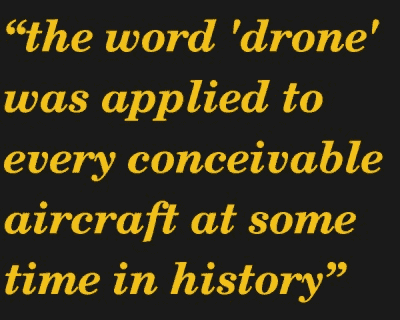 “the word 'drone'
was applied to
every conceivable
aircraft at some
time in history”